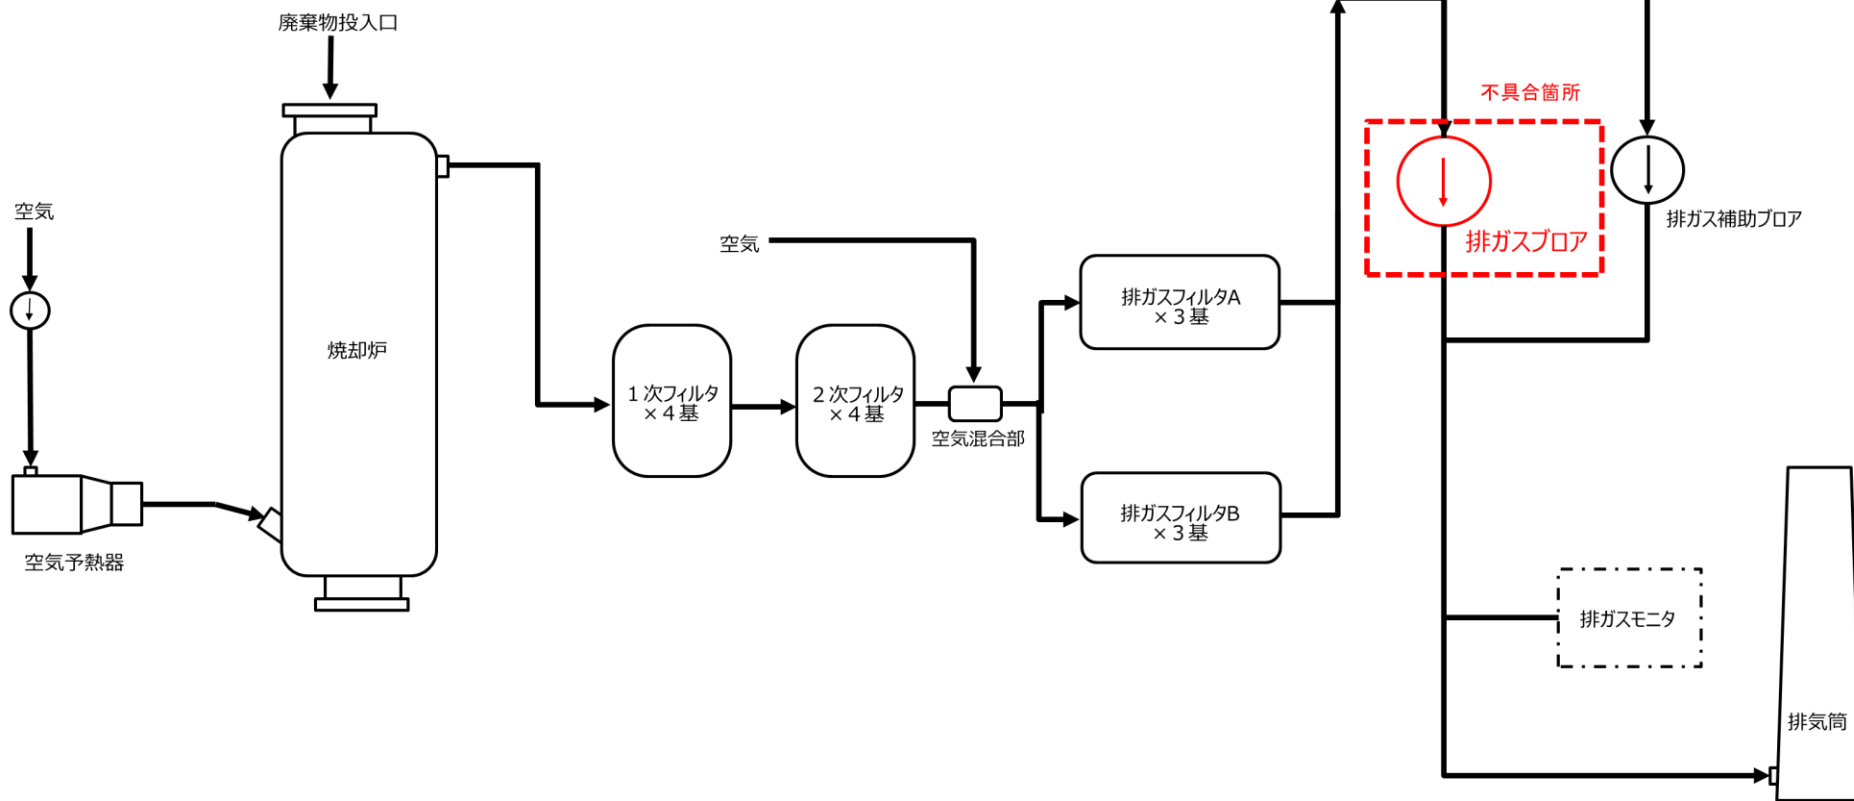 廃棄物投入口
不具合箇所
空気
排ガスブロア
排ガス補助ブロア
空気
排ガスフィルタA
×3基
焼却炉
1次フィルタ
×4基
2次フィルタ
×4基
空気混合部
排ガスフィルタB
×3基
空気予熱器
排ガスモニタ
排気筒